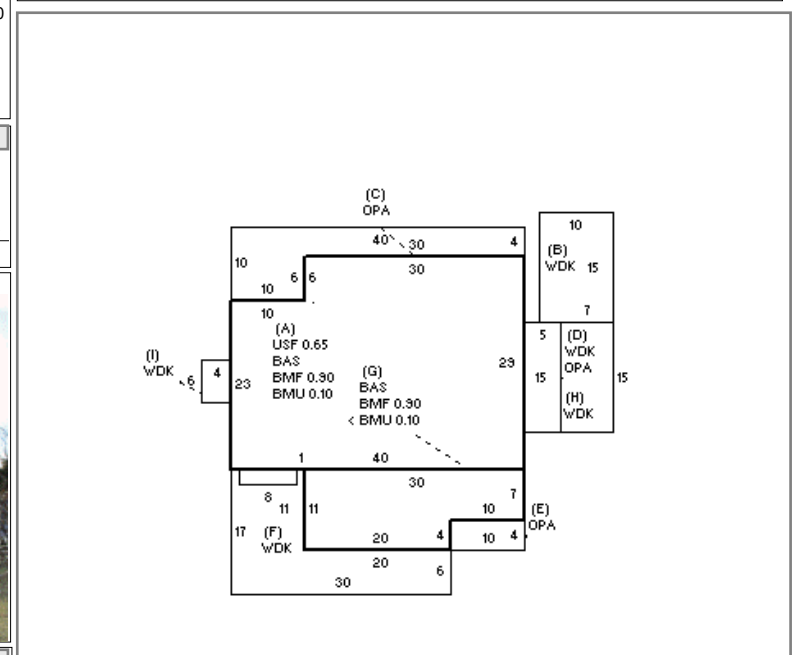 0
(C)
OPA
40 30 4
10
(B)
WDK 15
10
6 6
30
10
10
7
(A)
USF 0.65
BAS
BMF 0.90
BMU 0.10
5
(D)
WDK
OPA
(I)
WDK
6
4
23
(G)
BAS
BMF 0.90
< BMU 0.10
29
15
15
(H)
WDK
1
40
30
8
11
11
7
10
(E)
OPA
17
(F)
WDK
20
4
10
4
20
6
30